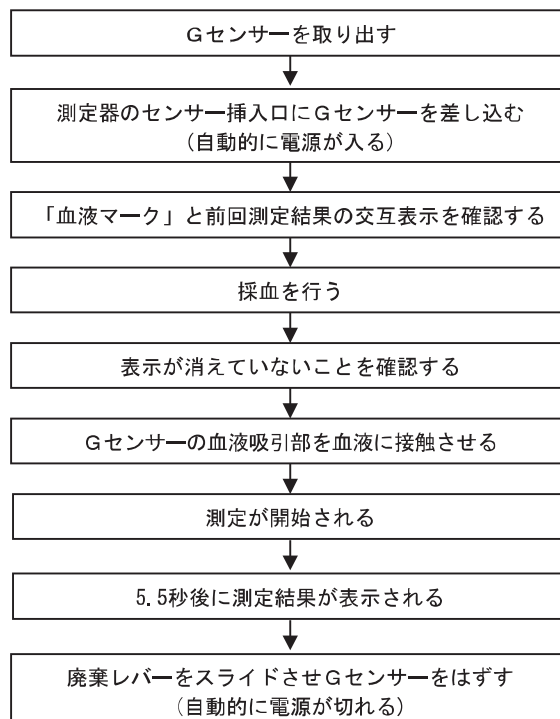 Gセンサーを取り出す
測定器のセンサー挿入口にGセンサーを差し込む
(自動的に電源が入る)
「血液マーク」と前回測定結果の交互表示を確認する
採血を行う
表示が消えていないことを確認する
Gセンサーの血液吸引部を血液に接触させる
測定が開始される
5.5秒後に測定結果が表示される
廃棄レバーをスライドさせGセンサーをはずす
(自動的に電源が切れる)